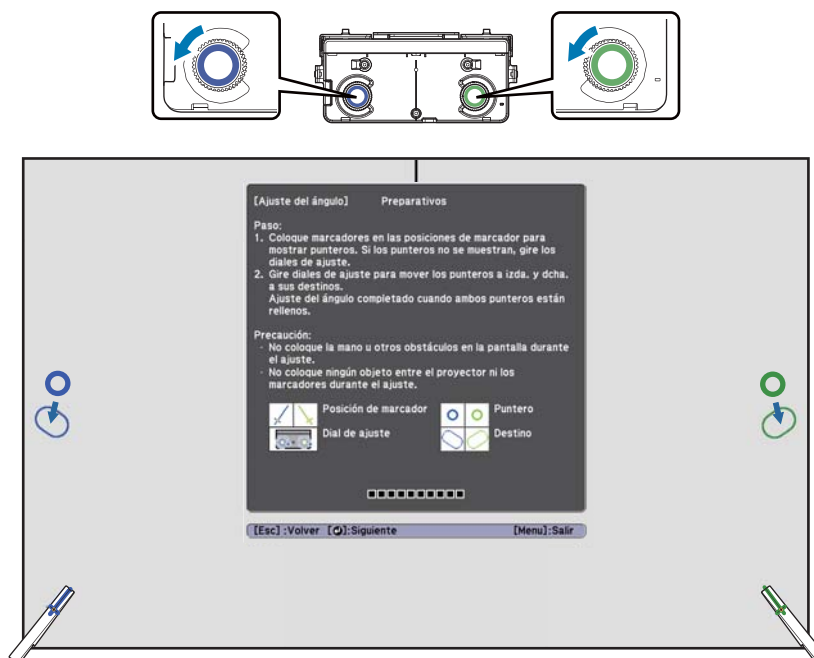 [Ajuste del ángulo] Preparativos
Paso:
1. Coloque marcadores en las posiciones de marcador para
mostrar punteros. Si los punteros no se muestran, gire los
diales de ajuste.
2. Gire diales de ajuste para mover los punteros a izda. y dcha.
a sus destinos.
Ajuste del ángulo completado cuando ambos punteros están
rellenos.
Precaución:
· No coloque la mano u otros obstáculos en la pantalla durante
el ajuste.
· No coloque ningún objeto entre el proyector ni los
marcadores durante el ajuste.
Posición de marcador
Puntero
Dial de ajuste
Destino
[Esc] :Volver [⏎]:Siguiente [Menu]:Salir